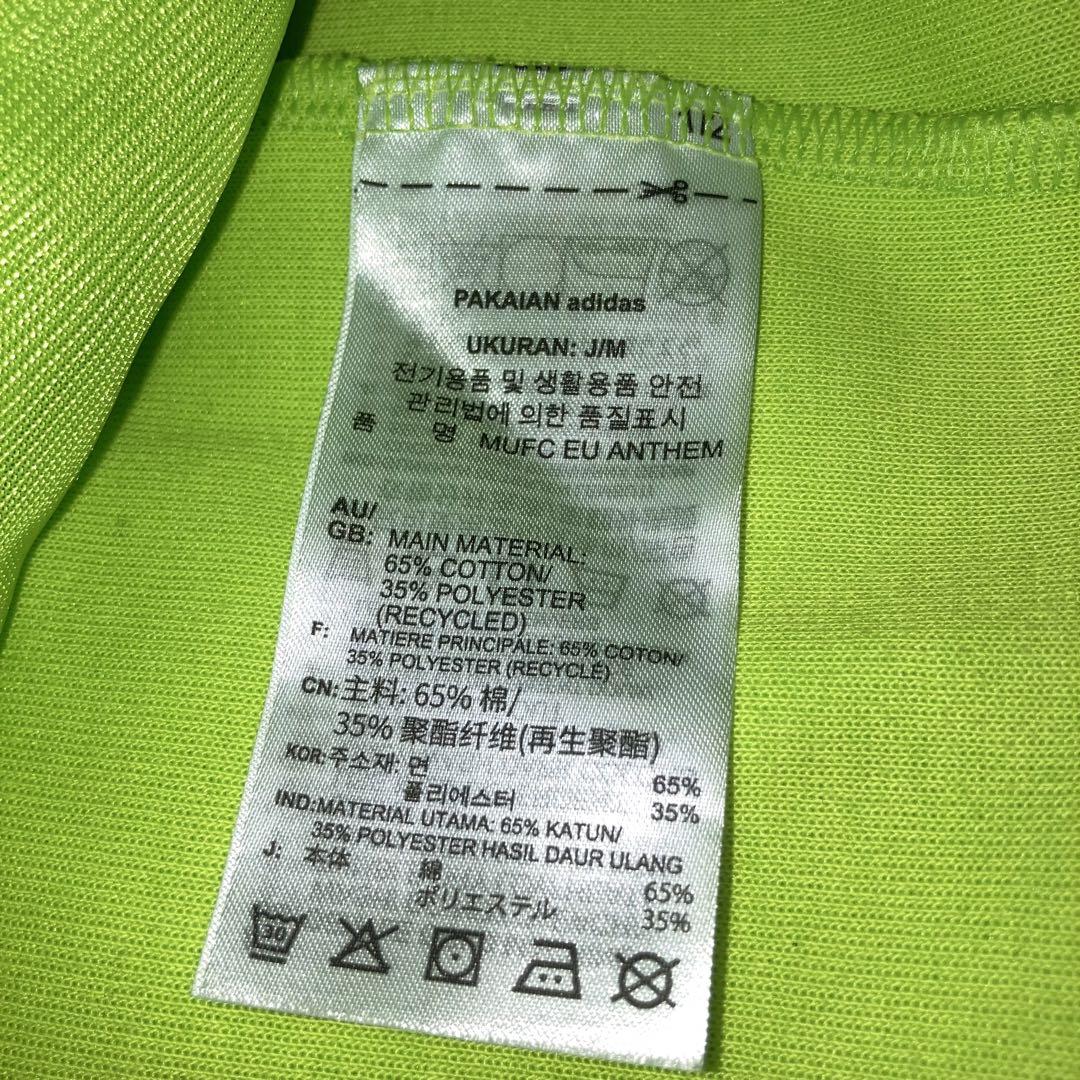 02
PAKAIAN adidas
UKURAN: J/M
전기용품 및 생활용품 안전
관리법에 의한 품질표시
품 명 MUFC EU ANTHEM
AU/
GB: MAIN MATERIAL:
65% COTTON/
35% POLYESTER
(RECYCLED)
F: MATIERE PRINCIPALE: 65% COTON/
35% POLYESTER (RECYCLÉ)
CN: 主料: 65% 棉/
35% 聚酯纤维(再生聚酯)
KOR: 주소재: 면 65%
폴리에스터 35%
IND: MATERIAL UTAMA: 65% KATUN/
35% POLYESTER HASIL DAUR ULANG
J: 本体 綿 65%
ポリエステル 35%
30